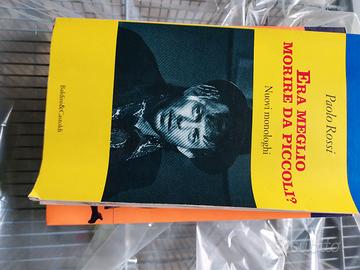 Paolo Rossi
ERA MEGLIO
MORIRE DA PICCOLI?
Nuovi monologhi
Baldini&Castoldi